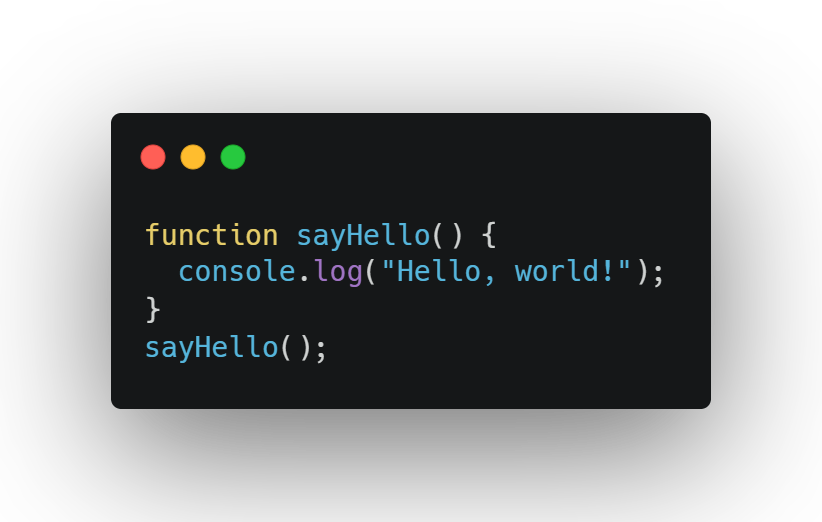 function sayHello() {
  console.log("Hello, world!");
}
sayHello();